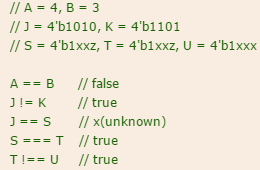 // A = 4, B = 3
// J = 4'b1010, K = 4'b1101
// S = 4'b1xxz, T = 4'b1xxz, U = 4'b1xxx
A == B // false
J != K // true
J == S // x(unknown)
S === T // true
T !== U // true